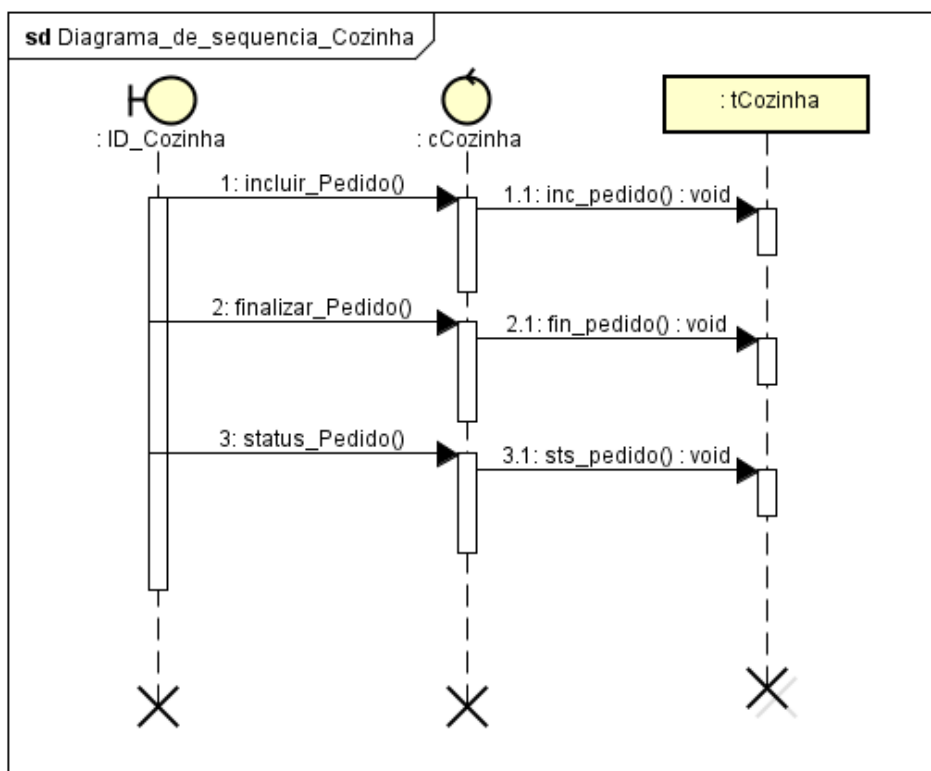 sd Diagrama_de_sequencia_Cozinha
: ID_Cozinha
: cCozinha
: tCozinha
1: incluir_Pedido()
1.1: inc_pedido() : void
2: finalizar_Pedido()
2.1: fin_pedido() : void
3: status_Pedido()
3.1: sts_pedido() : void